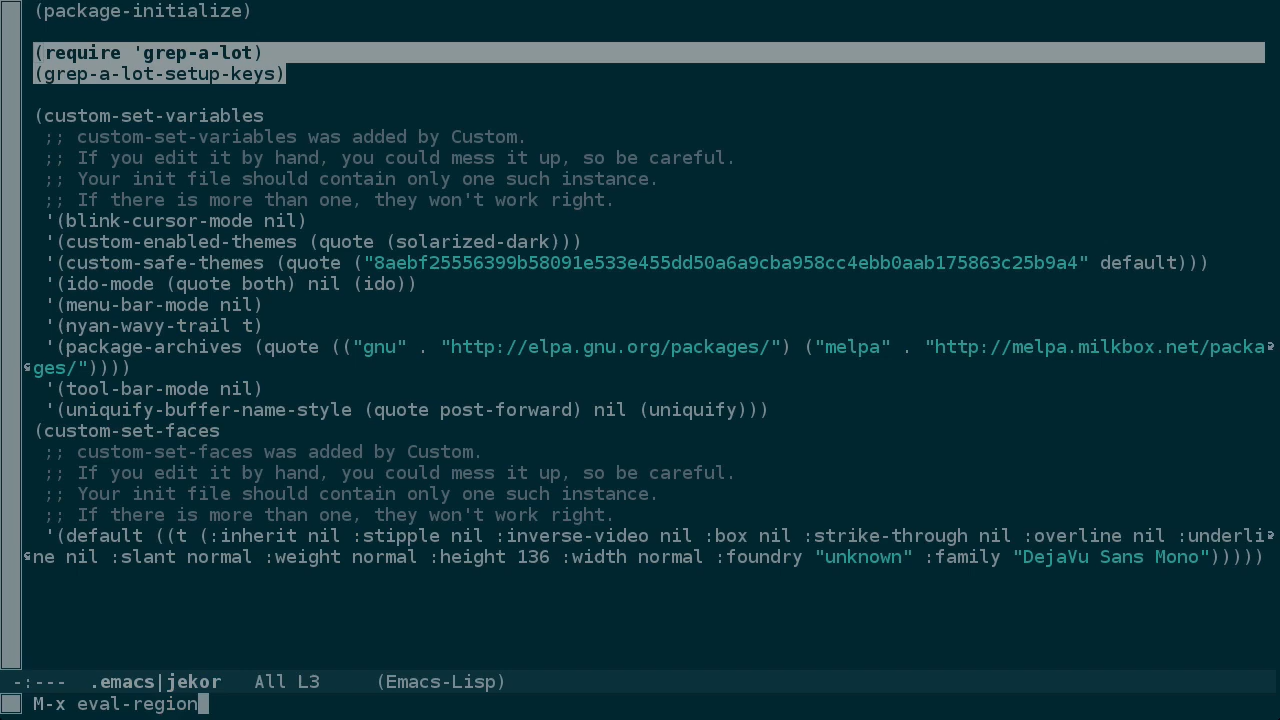 (package-initialize)
(require 'grep-a-lot)
(grep-a-lot-setup-keys)
(custom-set-variables
 ;; custom-set-variables was added by Custom.
 ;; If you edit it by hand, you could mess it up, so be careful.
 ;; Your init file should contain only one such instance.
 ;; If there is more than one, they won't work right.
 '(blink-cursor-mode nil)
 '(custom-enabled-themes (quote (solarized-dark)))
 '(custom-safe-themes (quote ("8aebf25556399b58091e533e455dd50a6a9cba958cc4ebb0aab175863c25b9a4" default)))
 '(ido-mode (quote both) nil (ido))
 '(menu-bar-mode nil)
 '(nyan-wavy-trail t)
 '(package-archives (quote (("gnu" . "http://elpa.gnu.org/packages/") ("melpa" . "http://melpa.milkbox.net/packa
ges/"))))
 '(tool-bar-mode nil)
 '(uniquify-buffer-name-style (quote post-forward) nil (uniquify)))
(custom-set-faces
 ;; custom-set-faces was added by Custom.
 ;; If you edit it by hand, you could mess it up, so be careful.
 ;; Your init file should contain only one such instance.
 ;; If there is more than one, they won't work right.
 '(default ((t (:inherit nil :stipple nil :inverse-video nil :box nil :strike-through nil :overline nil :underli
ne nil :slant normal :weight normal :height 136 :width normal :foundry "unknown" :family "DejaVu Sans Mono")))))
-:---  .emacs|jekor   All L3     (Emacs-Lisp)
M-x eval-region